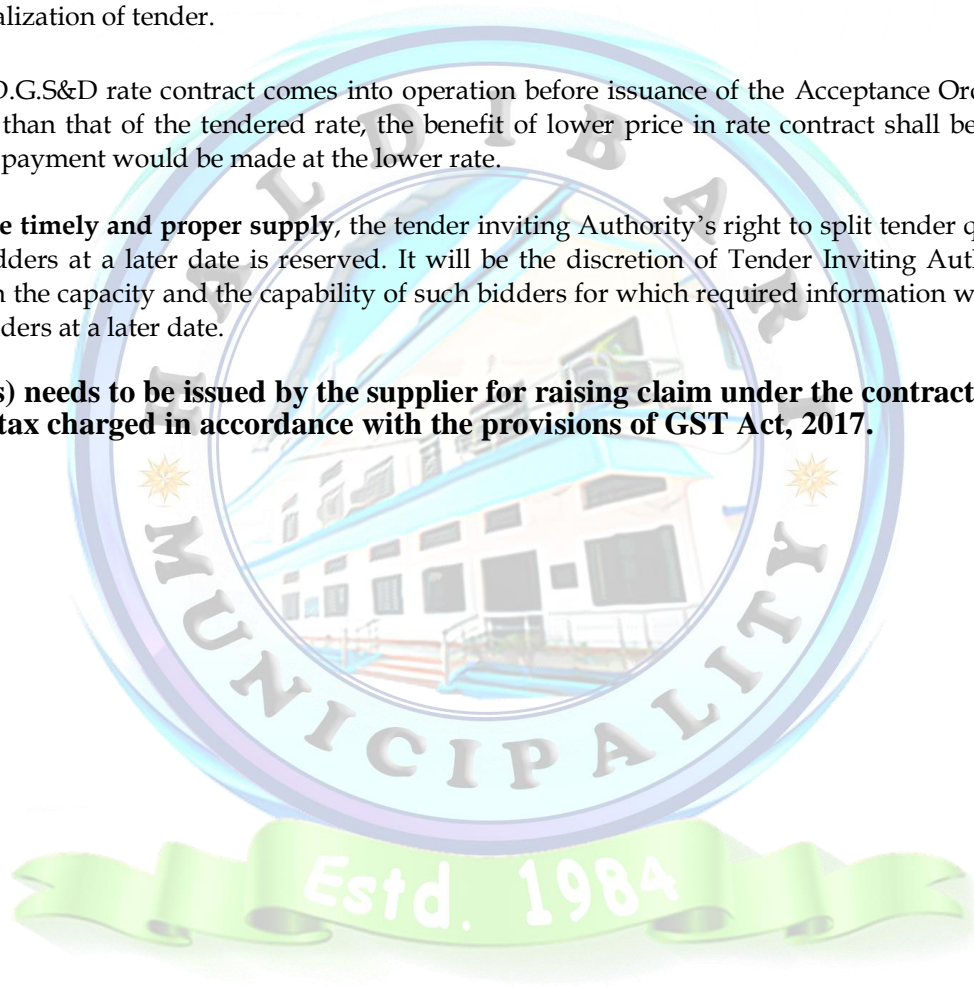 alization of tender.
D.G.S&D rate contract comes into operation before issuance of the Acceptance Ord
than that of the tendered rate, the benefit of lower price in rate contract shall be
payment would be made at the lower rate.
e timely and proper supply, the tender inviting Authority's right to split tender q
dders at a later date is reserved. It will be the discretion of Tender Inviting Auth
n the capacity and the capability of such bidders for which required information w
ders at a later date.
s) needs to be issued by the supplier for raising claim under the contract
tax charged in accordance with the provisions of GST Act, 2017.
HALDYBARI
MUNICIPALITY
Estd. 1984